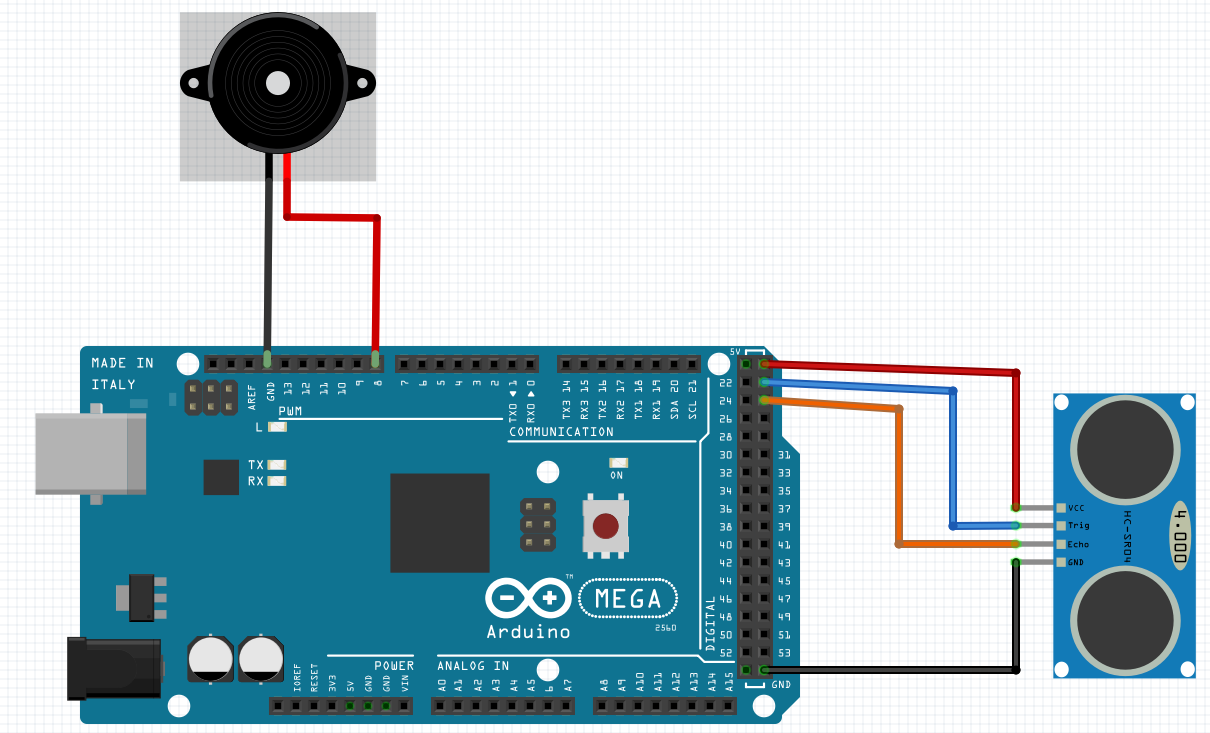 MADE IN
ITALY
AREF
GND
13
12
11
10
9
8
7
6
5
4
3
2
TX0 ◀ 1
RX0 ▶ 0
TX3 14
RX3 15
TX2 16
RX2 17
TX1 18
RX1 19
SDA 20
SCL 21
5V
PWM
COMMUNICATION
L
TX
RX
ON
22
24
26
28
30 31
32 33
34 35
36 37
38 39
40 41
42 43
44 45
46 47
48 49
50 51
52 53
GND
DIGITAL
VCC
Trig
Echo
GND
HC-SR04
4.000
TM
MEGA
2560
Arduino
POWER
ANALOG IN
IOREF
RESET
3V3
5V
GND
GND
VIN
A0
A1
A2
A3
A4
A5
6
A7
A8
A9
A10
A11
A12
A13
A14
A15